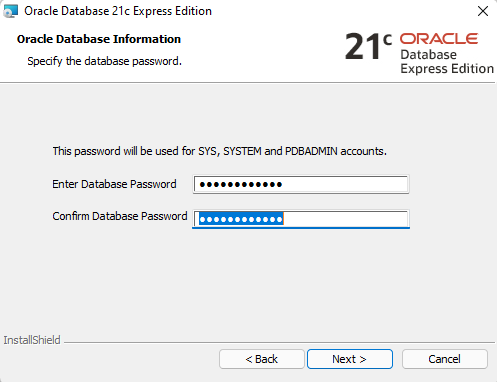 Oracle Database 21c Express Edition
Oracle Database Information
Specify the database password.
21c ORACLE
Database
Express Edition
This password will be used for SYS, SYSTEM and PDBADMIN accounts.
Enter Database Password ●●●●●●●●●●●●
Confirm Database Password ●●●●●●●●●●●●
InstallShield
< Back Next > Cancel